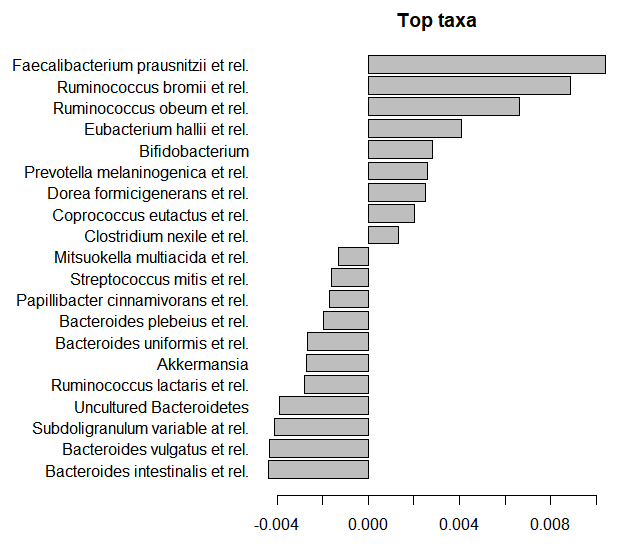 Top taxa
Faecalibacterium prausnitzii et rel.
Ruminococcus bromii et rel.
Ruminococcus obeum et rel.
Eubacterium hallii et rel.
Bifidobacterium
Prevotella melaninogenica et rel.
Dorea formicigenerans et rel.
Coprococcus eutactus et rel.
Clostridium nexile et rel.
Mitsuokella multiacida et rel.
Streptococcus mitis et rel.
Papillibacter cinnamivorans et rel.
Bacteroides plebeius et rel.
Bacteroides uniformis et rel.
Akkermansia
Ruminococcus lactaris et rel.
Uncultured Bacteroidetes
Subdoligranulum variable at rel.
Bacteroides vulgatus et rel.
Bacteroides intestinalis et rel.
-0.004 0.000 0.004 0.008